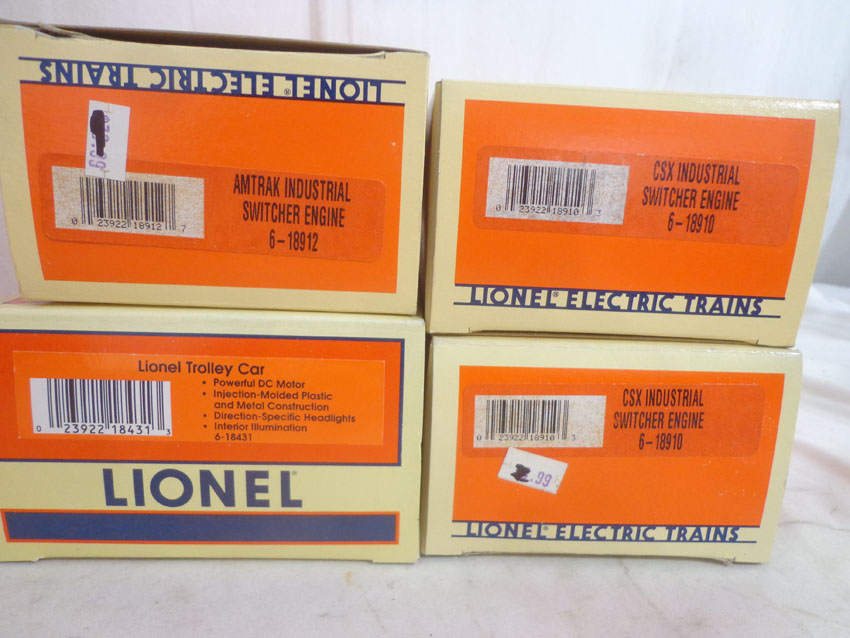 LIONEL® ELECTRIC TRAINS
AMTRAK INDUSTRIAL
SWITCHER ENGINE
6-18912
0 23922 18912 7
CSX INDUSTRIAL
SWITCHER ENGINE
6-18910
0 23922 18910 3
LIONEL® ELECTRIC TRAINS
Lionel Trolley Car
• Powerful DC Motor
• Injection-Molded Plastic
and Metal Construction
• Direction-Specific Headlights
• Interior Illumination
6-18431
0 23922 18431 3
LIONEL®
CSX INDUSTRIAL
SWITCHER ENGINE
6-18910
0 23922 18910 3
.99
LIONEL® ELECTRIC TRAINS